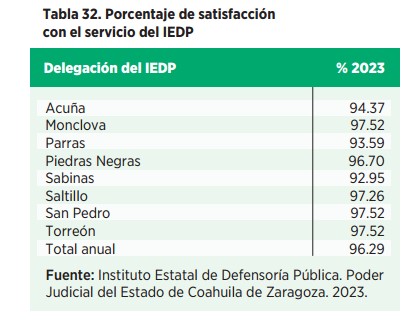 Tabla 32. Porcentaje de satisfacción
con el servicio del IEDP
Delegación del IEDP % 2023
Acuña 94.37
Monclova 97.52
Parras 93.59
Piedras Negras 96.70
Sabinas 92.95
Saltillo 97.26
San Pedro 97.52
Torreón 97.52
Total anual 96.29
Fuente: Instituto Estatal de Defensoría Pública. Poder
Judicial del Estado de Coahuila de Zaragoza. 2023.